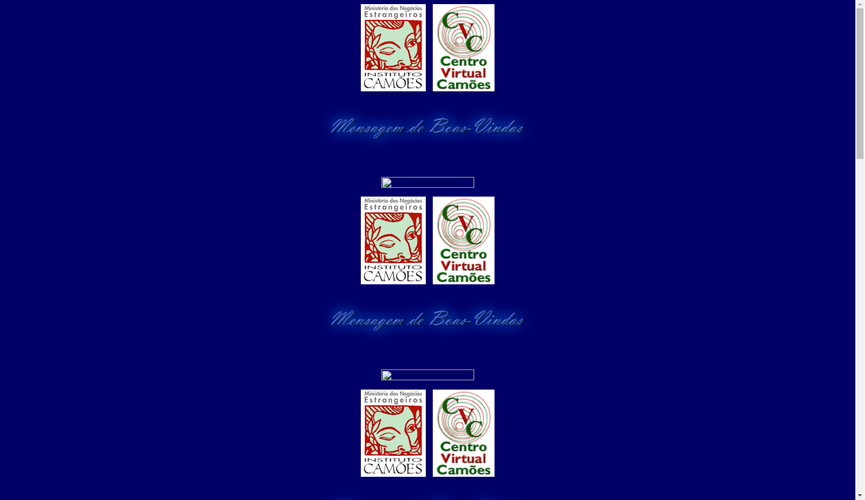 Ministério dos Negócios
Estrangeiros
INSTITUTO
CAMÕES
CVC
Centro
Virtual
Camões
Mensagem de Boas-Vindas
Ministério dos Negócios
Estrangeiros
INSTITUTO
CAMÕES
CVC
Centro
Virtual
Camões
Mensagem de Boas-Vindas
Ministério dos Negócios
Estrangeiros
INSTITUTO
CAMÕES
CVC
Centro
Virtual
Camões